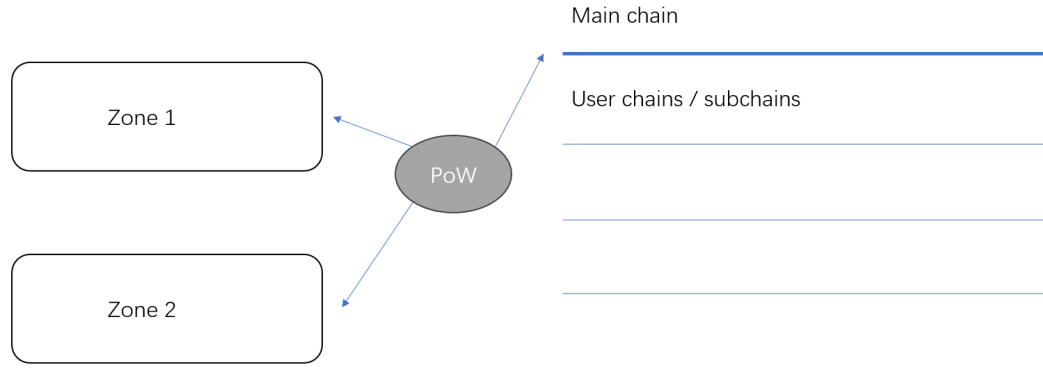 Main chain
User chains / subchains
Zone 1
PoW
Zone 2